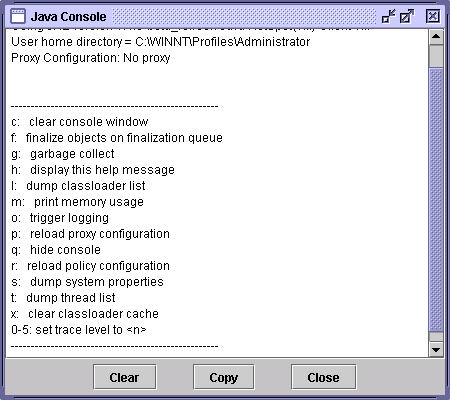 Java Console
User home directory = C:\WINNT\Profiles\Administrator
Proxy Configuration: No proxy
----------------------------------------------------
c: clear console window
f: finalize objects on finalization queue
g: garbage collect
h: display this help message
l: dump classloader list
m: print memory usage
o: trigger logging
p: reload proxy configuration
q: hide console
r: reload policy configuration
s: dump system properties
t: dump thread list
x: clear classloader cache
0-5: set trace level to <n>
----------------------------------------------------
Clear Copy Close